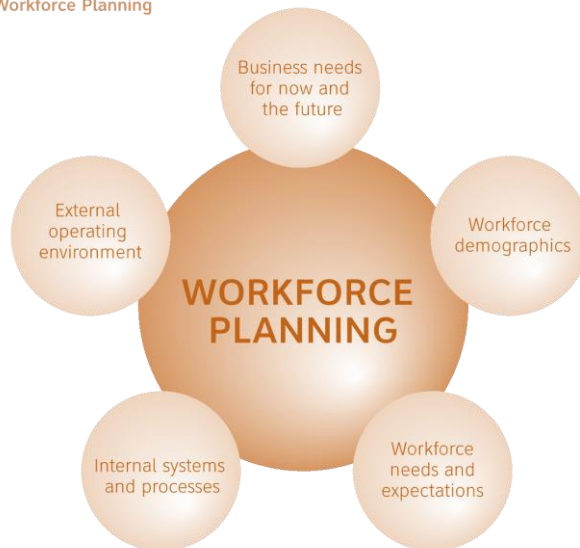 Workforce Planning
Business needs
for now and
the future
External
operating
environment
Workforce
demographics
WORKFORCE
PLANNING
Internal systems
and processes
Workforce
needs and
expectations